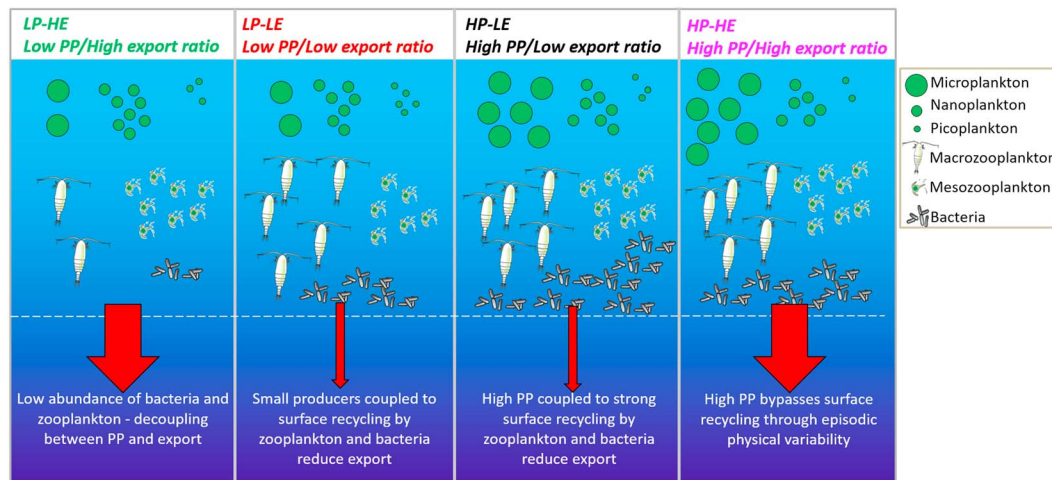 LP-HE
Low PP/High export ratio
LP-LE
Low PP/Low export ratio
HP-LE
High PP/Low export ratio
HP-HE
High PP/High export ratio
Microplankton
Nanoplankton
Picoplankton
Macrozooplankton
Mesozooplankton
Bacteria
Low abundance of bacteria and
zooplankton - decoupling
between PP and export
Small producers coupled to
surface recycling by
zooplankton and bacteria
reduce export
High PP coupled to strong
surface recycling by
zooplankton and bacteria
reduce export
High PP bypasses surface
recycling through episodic
physical variability